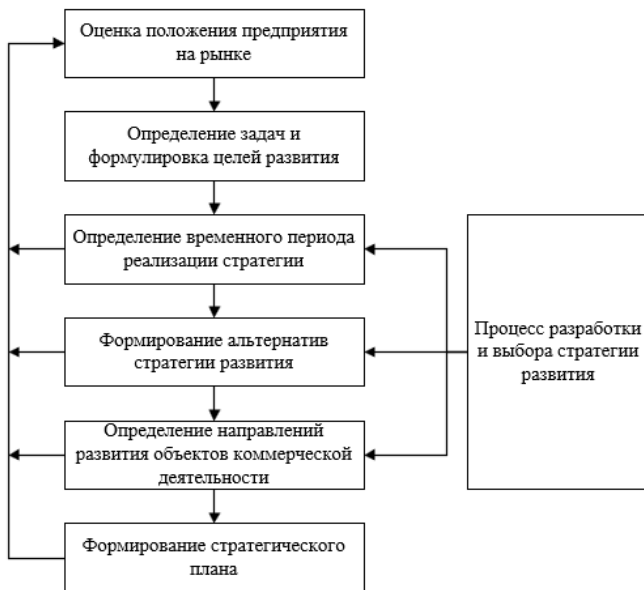 Оценка положения предприятия
на рынке
Определение задач и
формулировка целей развития
Определение временного периода
реализации стратегии
Формирование альтернатив
стратегии развития
Определение направлений
развития объектов коммерческой
деятельности
Формирование стратегического
плана
Процесс разработки
и выбора стратегии
развития